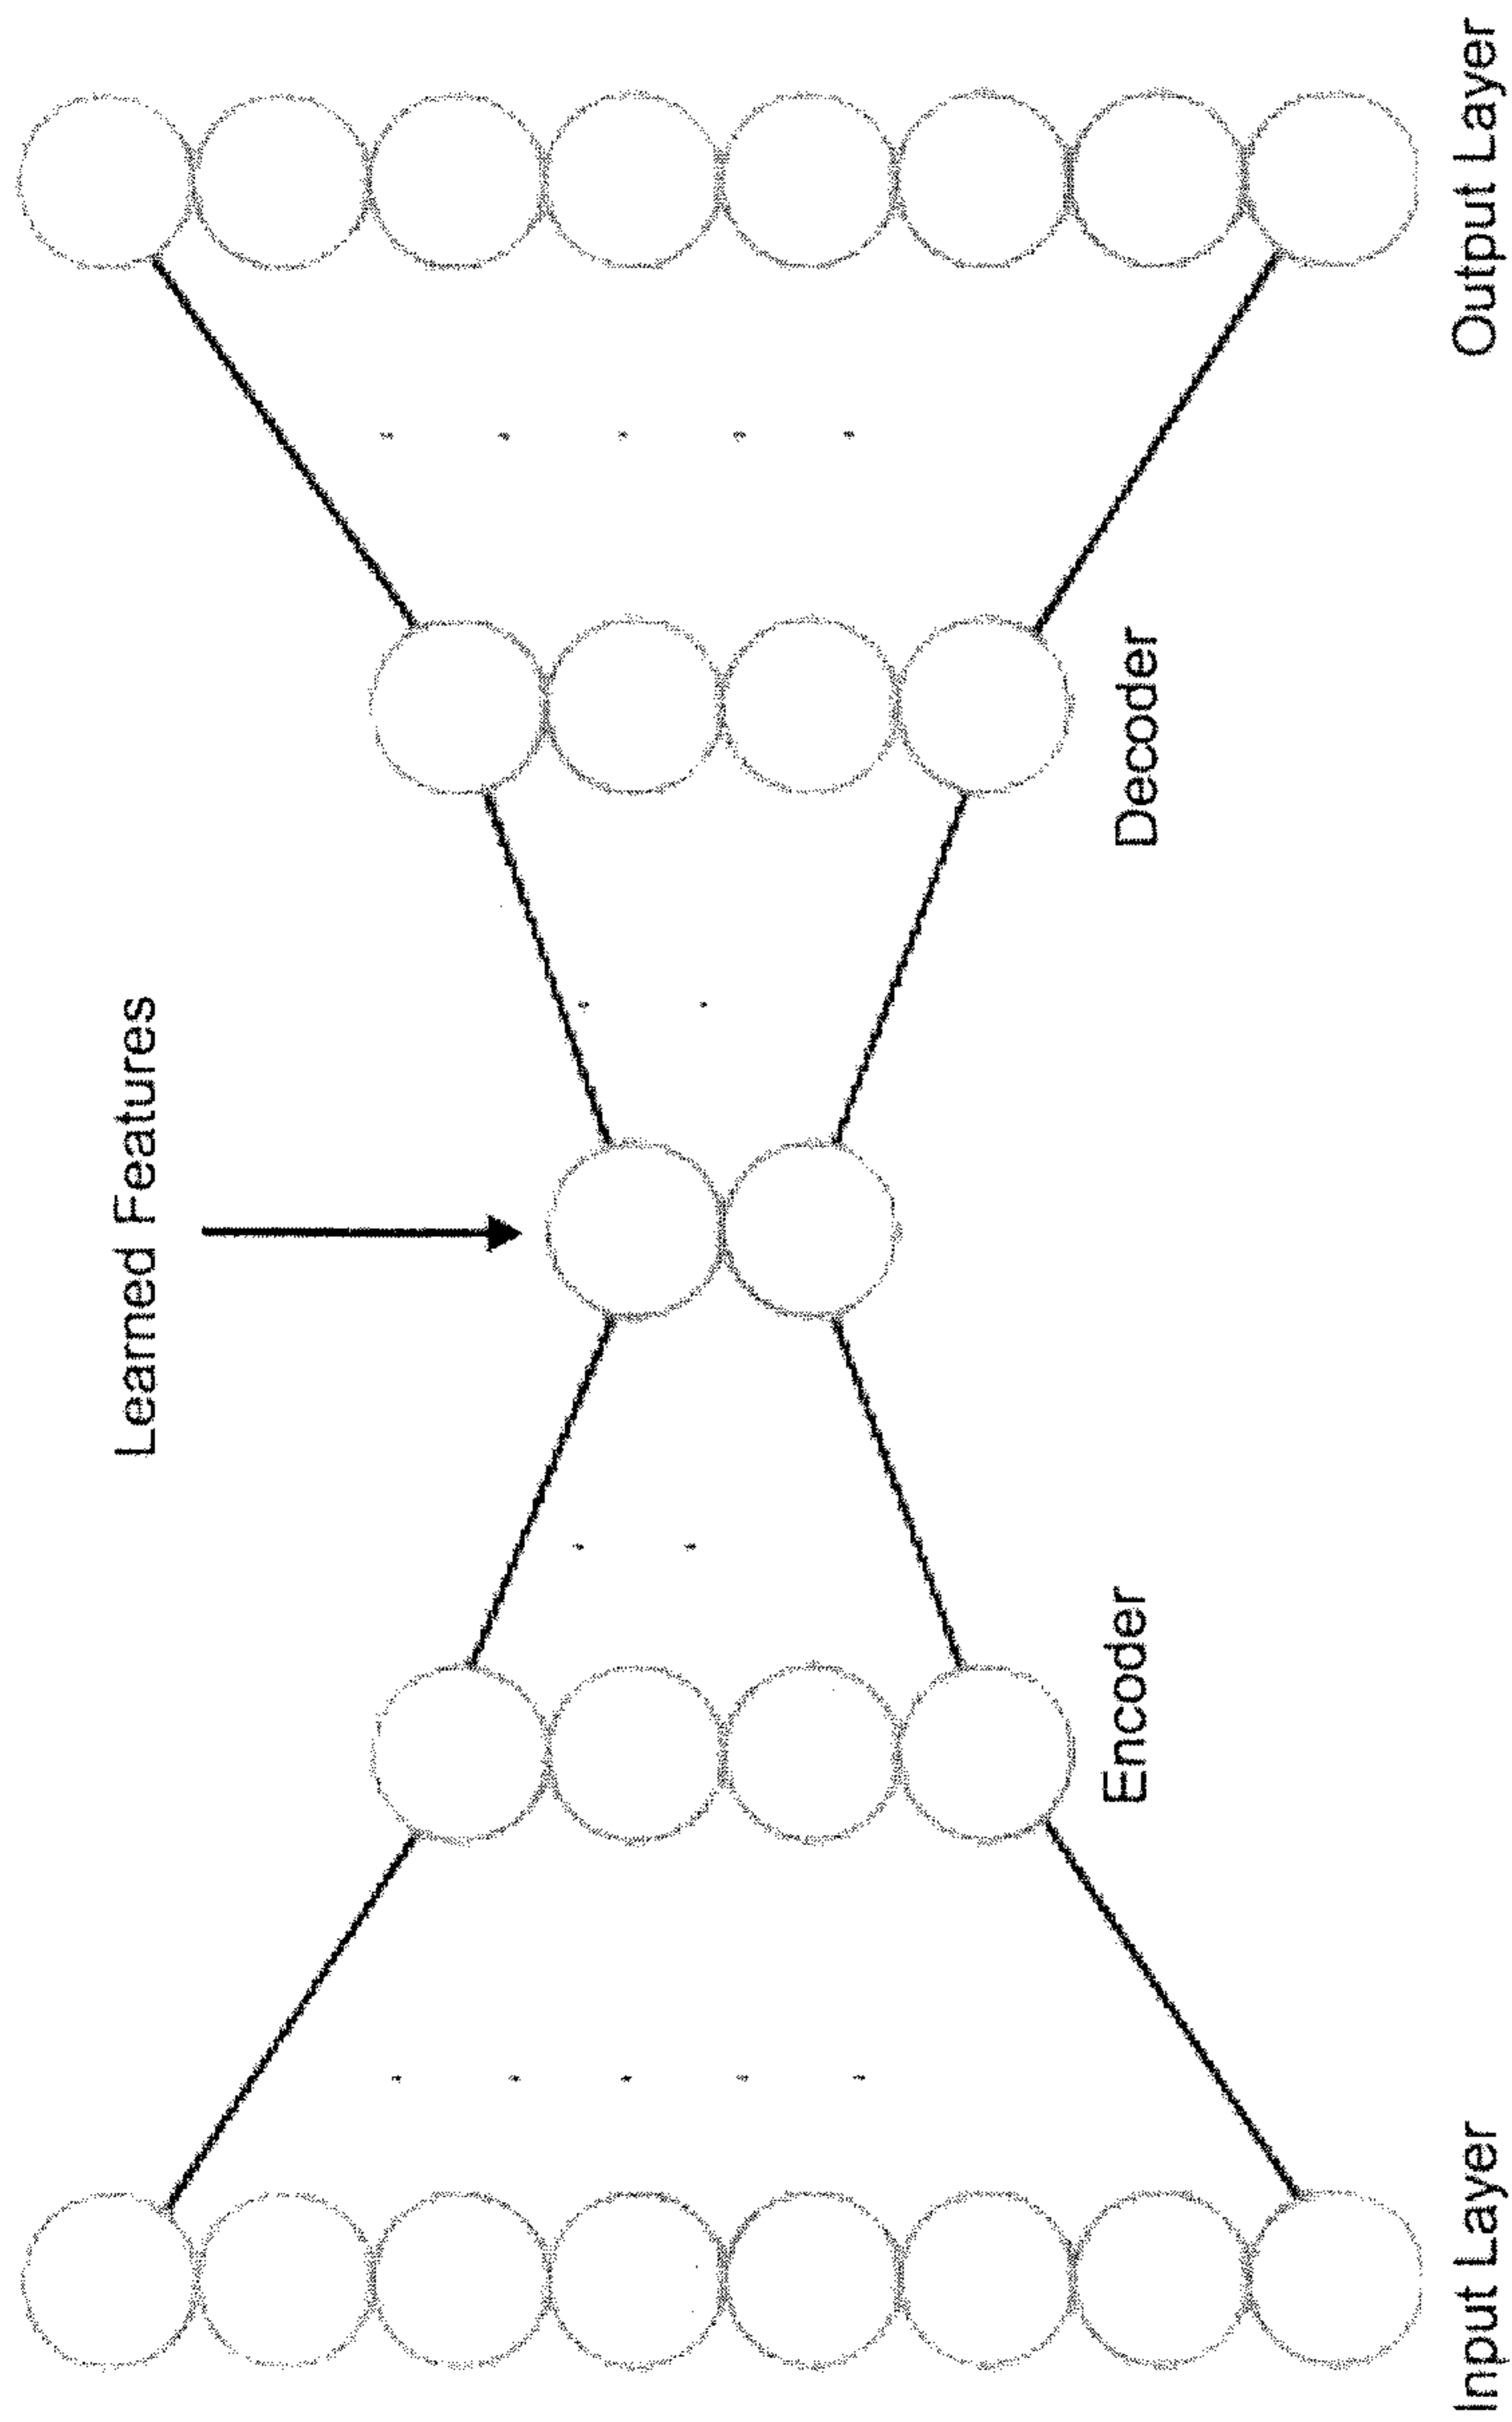 Learned Features
Input Layer
Encoder
Decoder
Output Layer